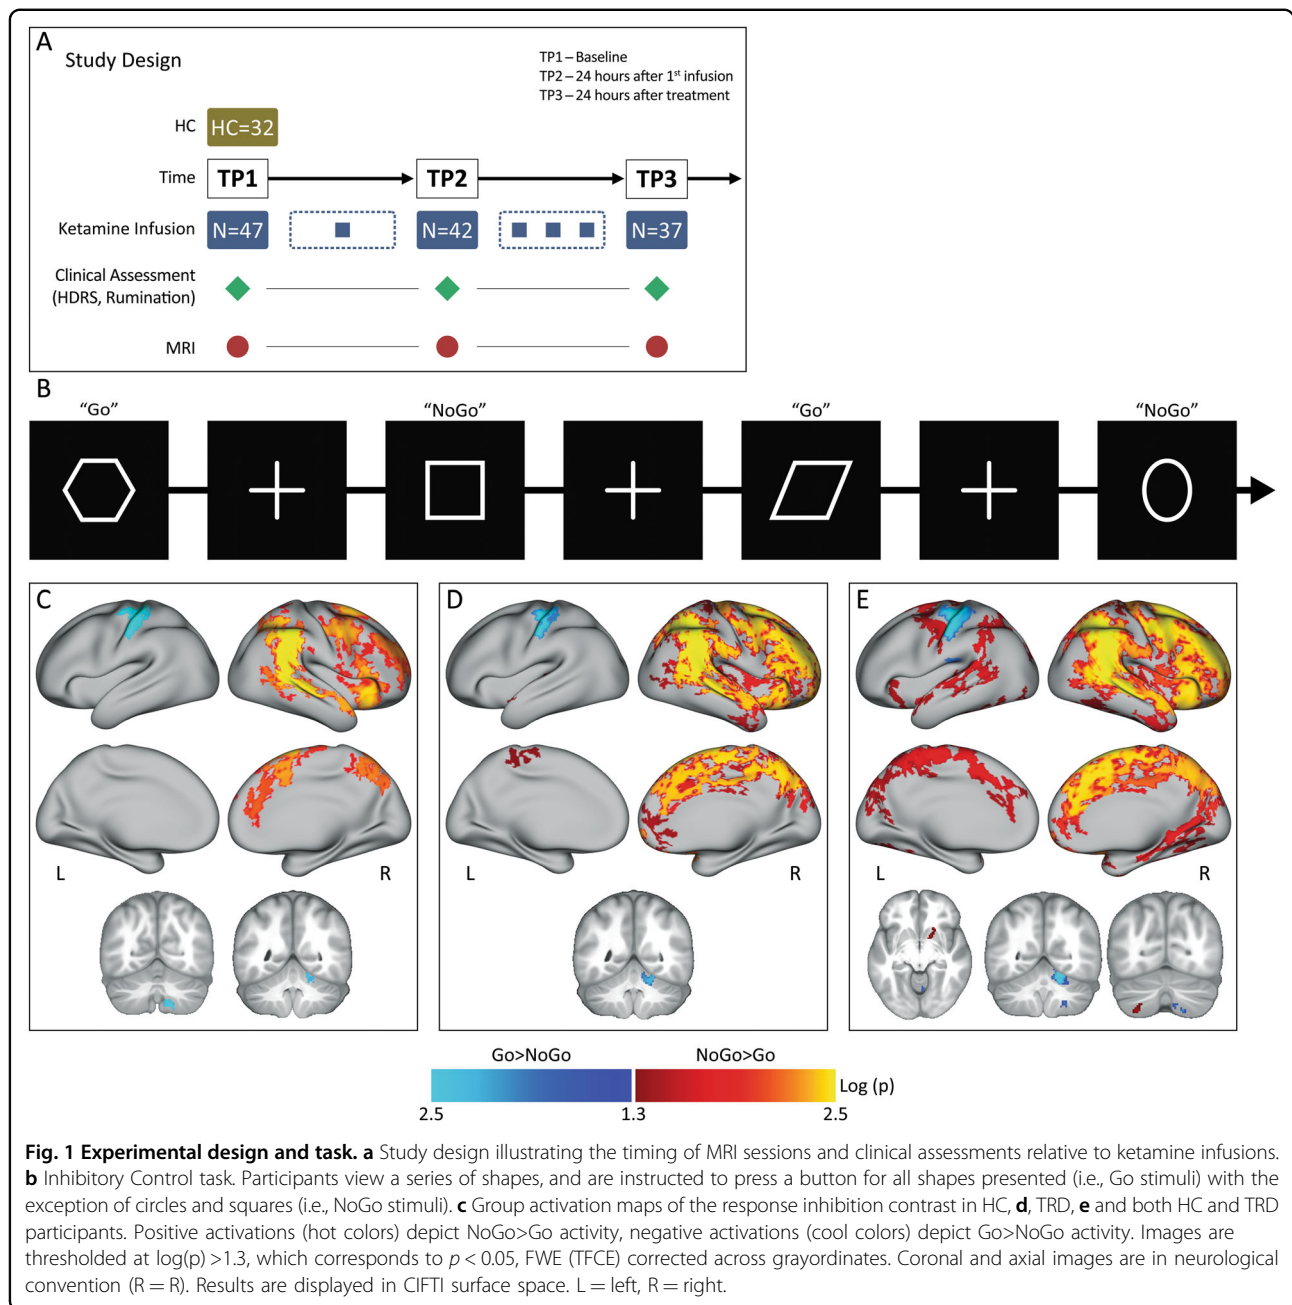 A
Study Design
TP1 – Baseline
TP2 – 24 hours after 1st infusion
TP3 – 24 hours after treatment
HC
HC=32
Time
TP1
TP2
TP3
Ketamine Infusion
N=47
N=42
N=37
Clinical Assessment
(HDRS, Rumination)
MRI
B
“Go”
“NoGo”
“Go”
“NoGo”
C
L
R
D
L
R
E
L
R
Go>NoGo
NoGo>Go
Log (p)
2.5
1.3
2.5
Fig. 1 Experimental design and task. a Study design illustrating the timing of MRI sessions and clinical assessments relative to ketamine infusions.
b Inhibitory Control task. Participants view a series of shapes, and are instructed to press a button for all shapes presented (i.e., Go stimuli) with the
exception of circles and squares (i.e., NoGo stimuli). c Group activation maps of the response inhibition contrast in HC, d, TRD, e and both HC and TRD
participants. Positive activations (hot colors) depict NoGo>Go activity, negative activations (cool colors) depict Go>NoGo activity. Images are
thresholded at log(p) >1.3, which corresponds to p < 0.05, FWE (TFCE) corrected across grayordinates. Coronal and axial images are in neurological
convention (R = R). Results are displayed in CIFTI surface space. L = left, R = right.